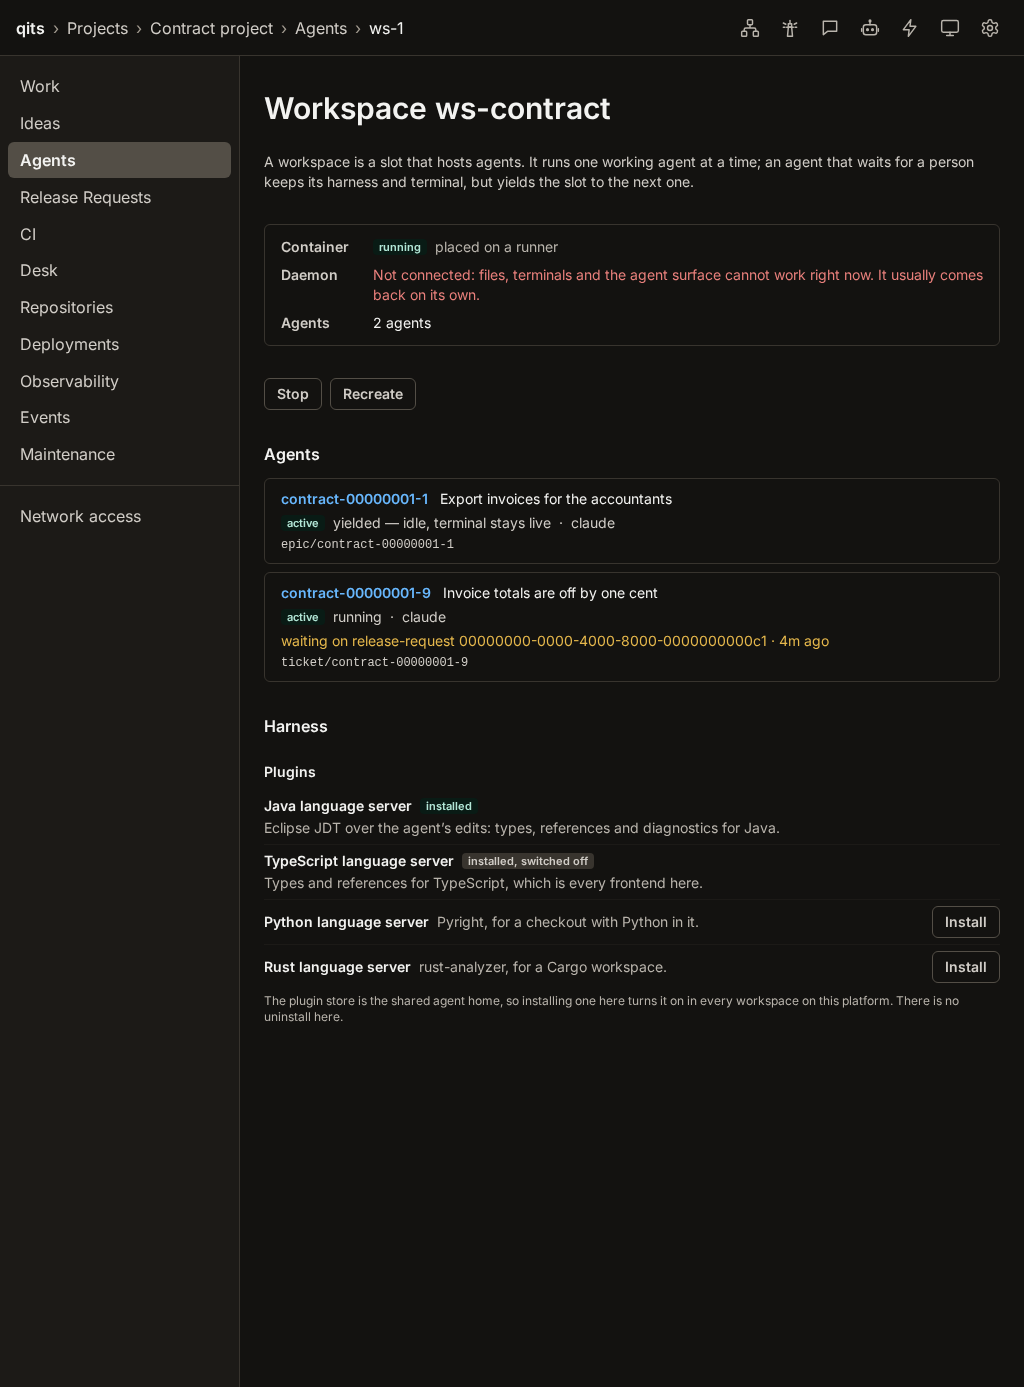 qits › Projects › Contract project › Agents › ws-1
Work
Ideas
Agents
Release Requests
CI
Desk
Repositories
Deployments
Observability
Events
Maintenance
Network access
Workspace ws-contract
A workspace is a slot that hosts agents. It runs one working agent at a time; an agent that waits for a person
keeps its harness and terminal, but yields the slot to the next one.
Container running placed on a runner
Daemon Not connected: files, terminals and the agent surface cannot work right now. It usually comes
back on its own.
Agents 2 agents
Stop Recreate
Agents
contract-00000001-1 Export invoices for the accountants
active yielded — idle, terminal stays live · claude
epic/contract-00000001-1
contract-00000001-9 Invoice totals are off by one cent
active running · claude
waiting on release-request 00000000-0000-4000-8000-0000000000c1 · 4m ago
ticket/contract-00000001-9
Harness
Plugins
Java language server installed
Eclipse JDT over the agent’s edits: types, references and diagnostics for Java.
TypeScript language server installed, switched off
Types and references for TypeScript, which is every frontend here.
Python language server Pyright, for a checkout with Python in it. Install
Rust language server rust-analyzer, for a Cargo workspace. Install
The plugin store is the shared agent home, so installing one here turns it on in every workspace on this platform. There is no
uninstall here.